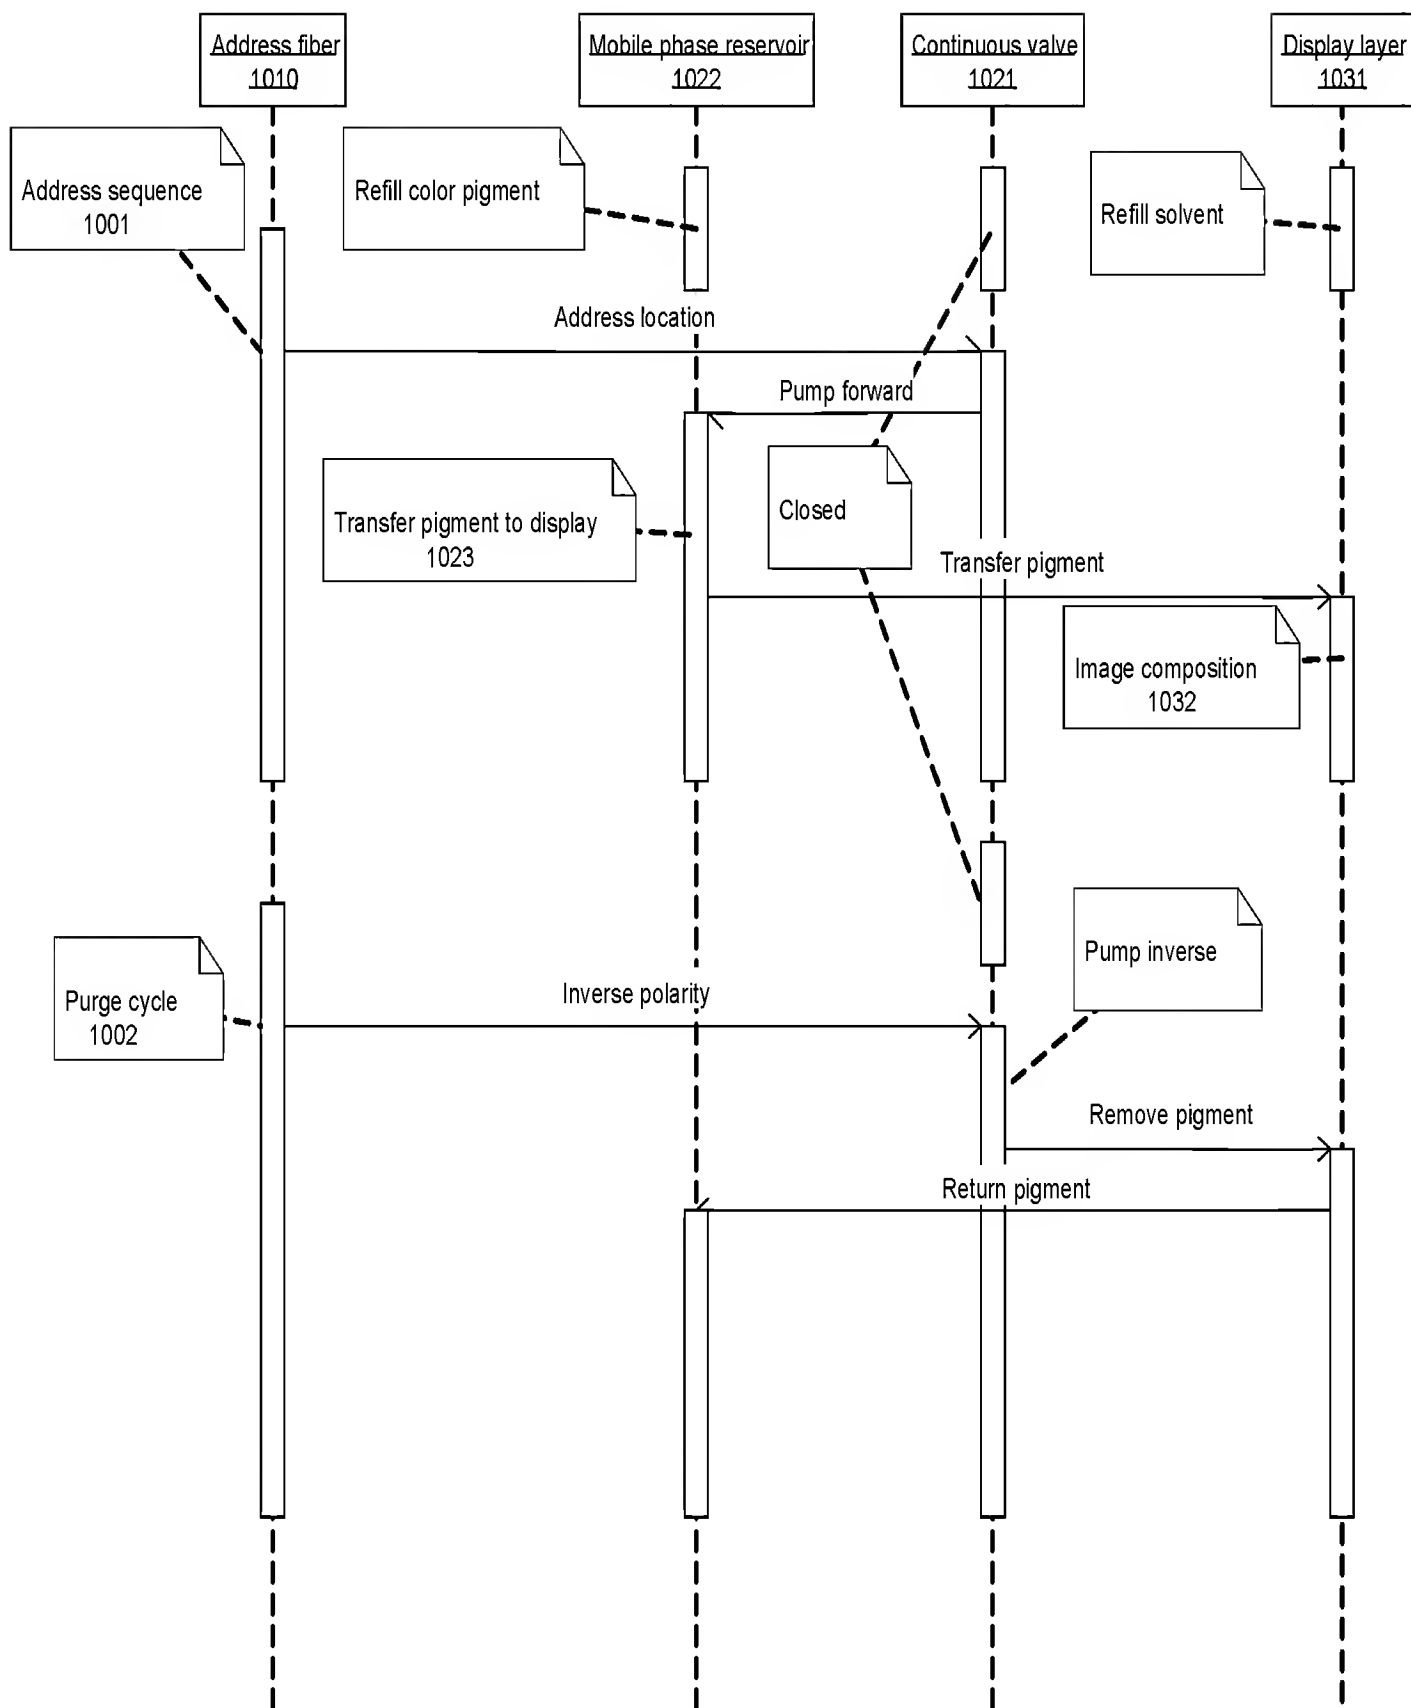 Address fiber
1010
Mobile phase reservoir
1022
Continuous valve
1021
Display layer
1031
Address sequence
1001
Refill color pigment
Refill solvent
Address location
Pump forward
Closed
Transfer pigment to display
1023
Transfer pigment
Image composition
1032
Pump inverse
Purge cycle
1002
Inverse polarity
Remove pigment
Return pigment